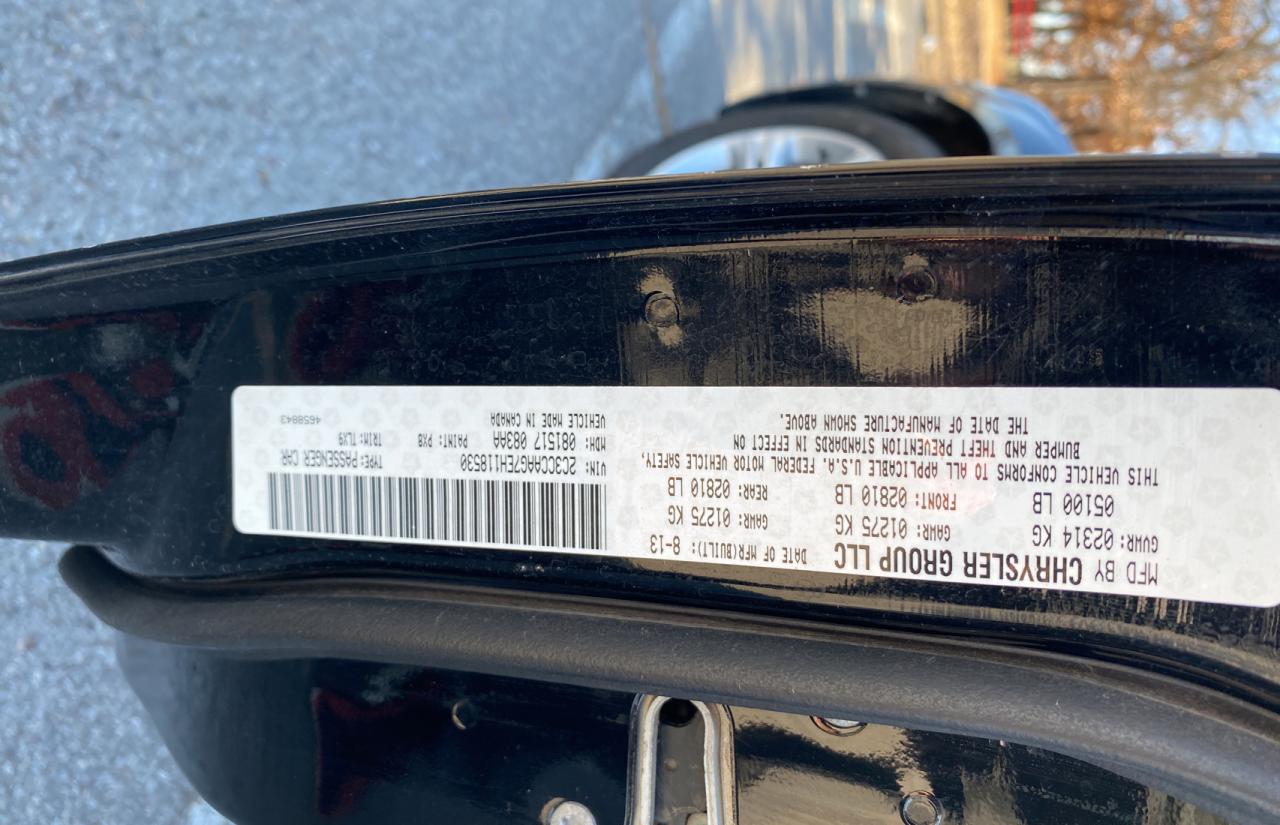 MFD BY CHRYSLER GROUP LLC DATE OF MFR(BUILT): 8-13
GVWR: 02314 KG GAWR: 01275 KG GAWR: 01275 KG
05100 LB FRONT: 02810 LB REAR: 02810 LB
THIS VEHICLE CONFORMS TO ALL APPLICABLE U.S.A. FEDERAL MOTOR VEHICLE SAFETY,
BUMPER AND THEFT PREVENTION STANDARDS IN EFFECT ON
THE DATE OF MANUFACTURE SHOWN ABOVE.
VIN: 2C3CCAAG7EH118530 TYPE: PASSENGER CAR
MDH: 081517 083AA PAINT: PX8 TRIM: TLX9
VEHICLE MADE IN CANADA 4658843